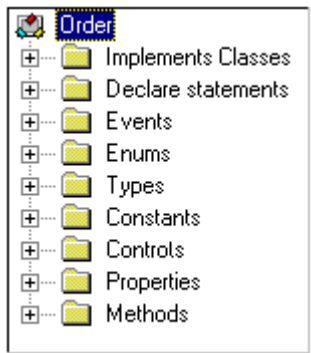 Order
Implements Classes
Declare statements
Events
Enums
Types
Constants
Controls
Properties
Methods